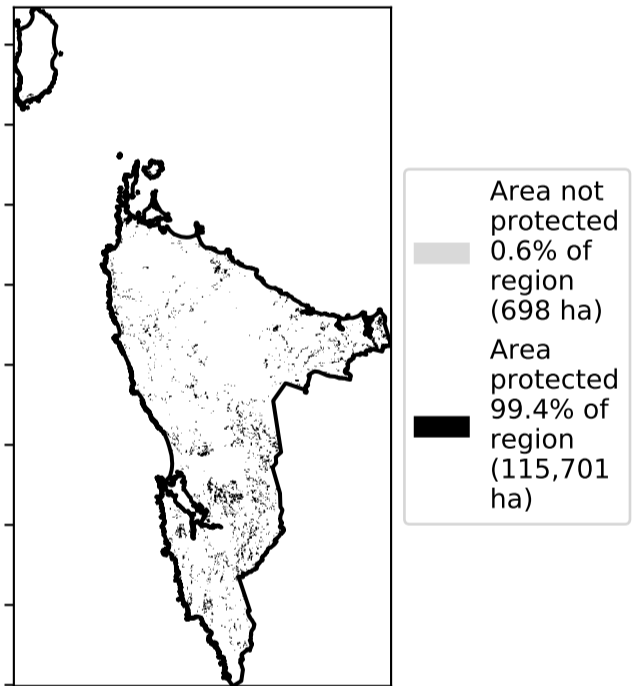 Area not
protected
0.6% of
region
(698 ha)
Area
protected
99.4% of
region
(115,701
ha)